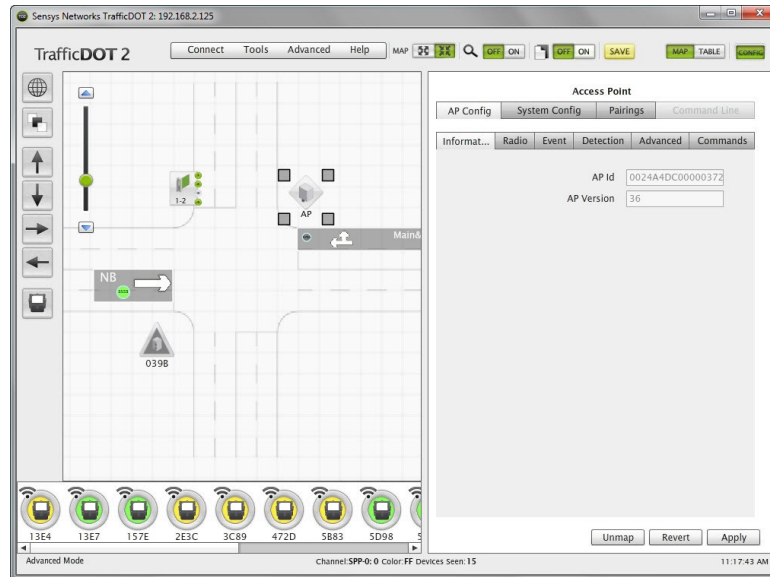 Sensys Networks TrafficDOT 2: 192.168.2.125
TrafficDOT 2
Connect Tools Advanced Help MAP OFF ON OFF ON SAVE MAP TABLE CONFIG
Access Point
AP Config System Config Pairings Command Line
Informat... Radio Event Detection Advanced Commands
AP Id 0024A4DC00000372
AP Version 36
1-2
AP
Main&
NB
039B
13E4 13E7 157E 2E3C 3C89 472D 5B83 5D98
Unmap Revert Apply
Advanced Mode Channel:SPP-0: 0 Color:FF Devices Seen:15 11:17:43 AM